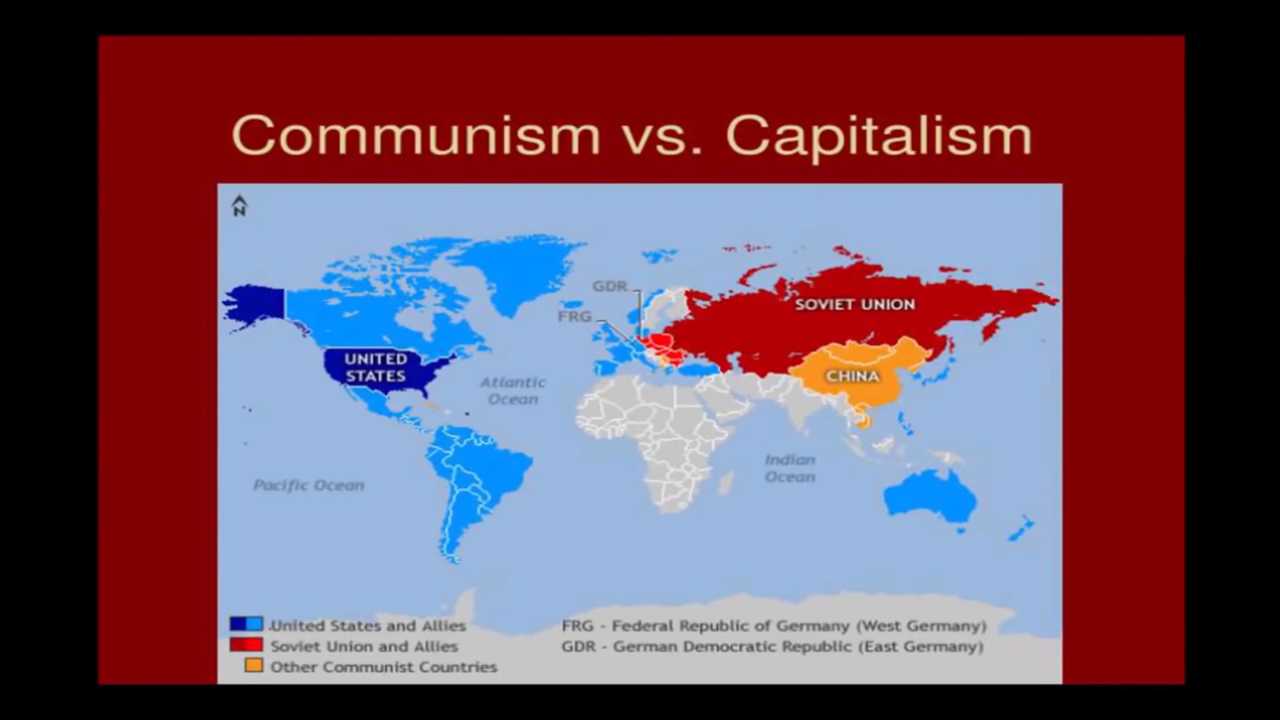 Communism vs. Capitalism
N
GDR
FRG
SOVIET UNION
UNITED
STATES
CHINA
Atlantic
Ocean
Indian
Ocean
Pacific Ocean
United States and Allies
Soviet Union and Allies
Other Communist Countries
FRG - Federal Republic of Germany (West Germany)
GDR - German Democratic Republic (East Germany)